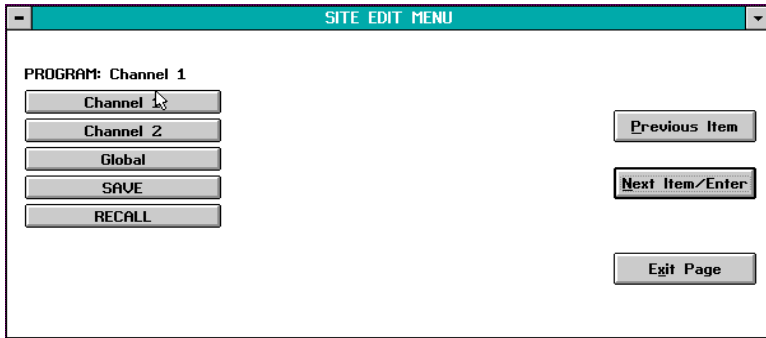 SITE EDIT MENU
PROGRAM: Channel 1
Channel 1
Channel 2
Global
SAVE
RECALL
Previous Item
Next Item/Enter
Exit Page